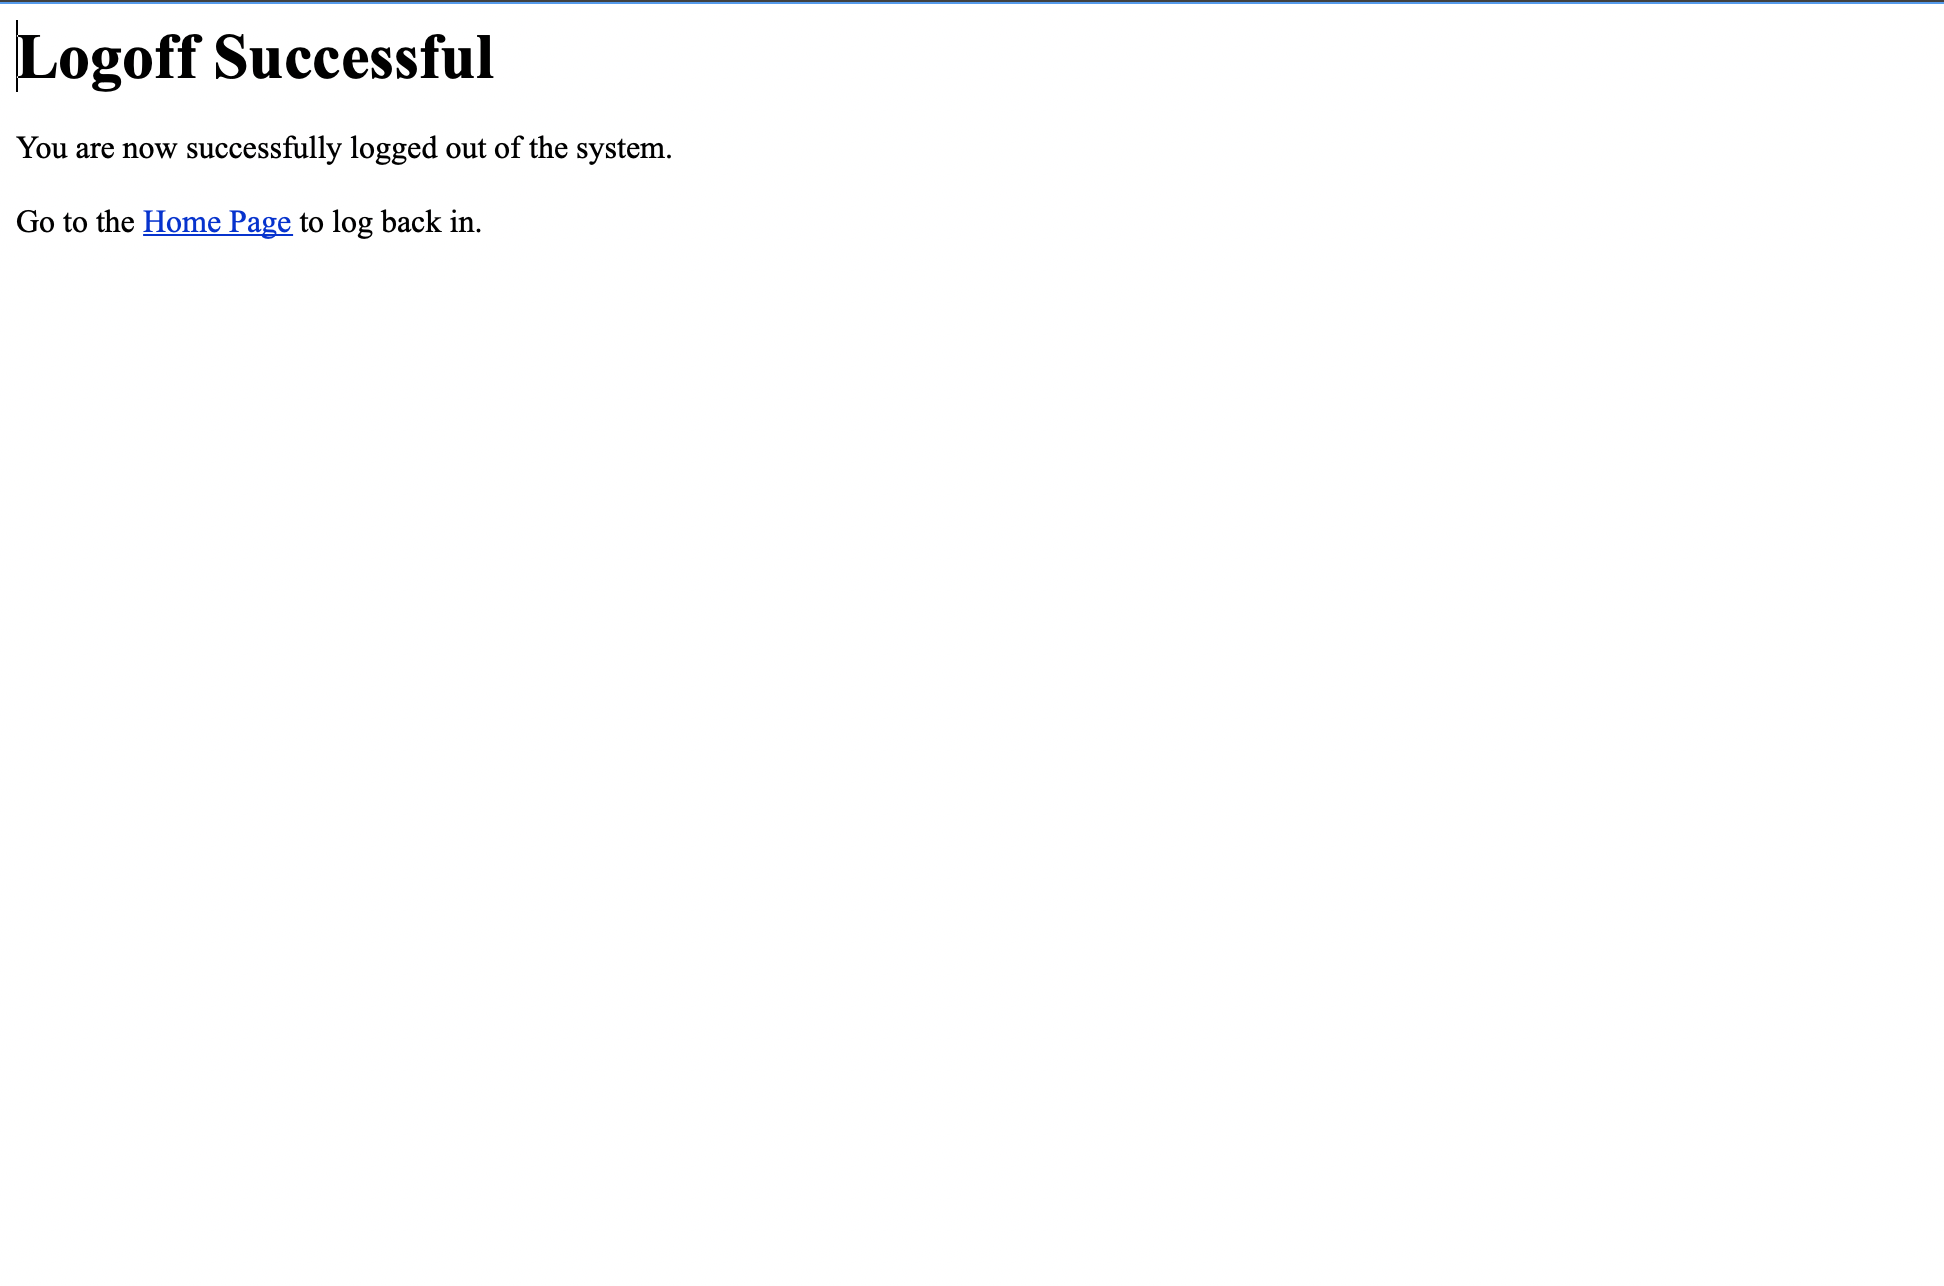 Logoff Successful
You are now successfully logged out of the system.
Go to the Home Page to log back in.